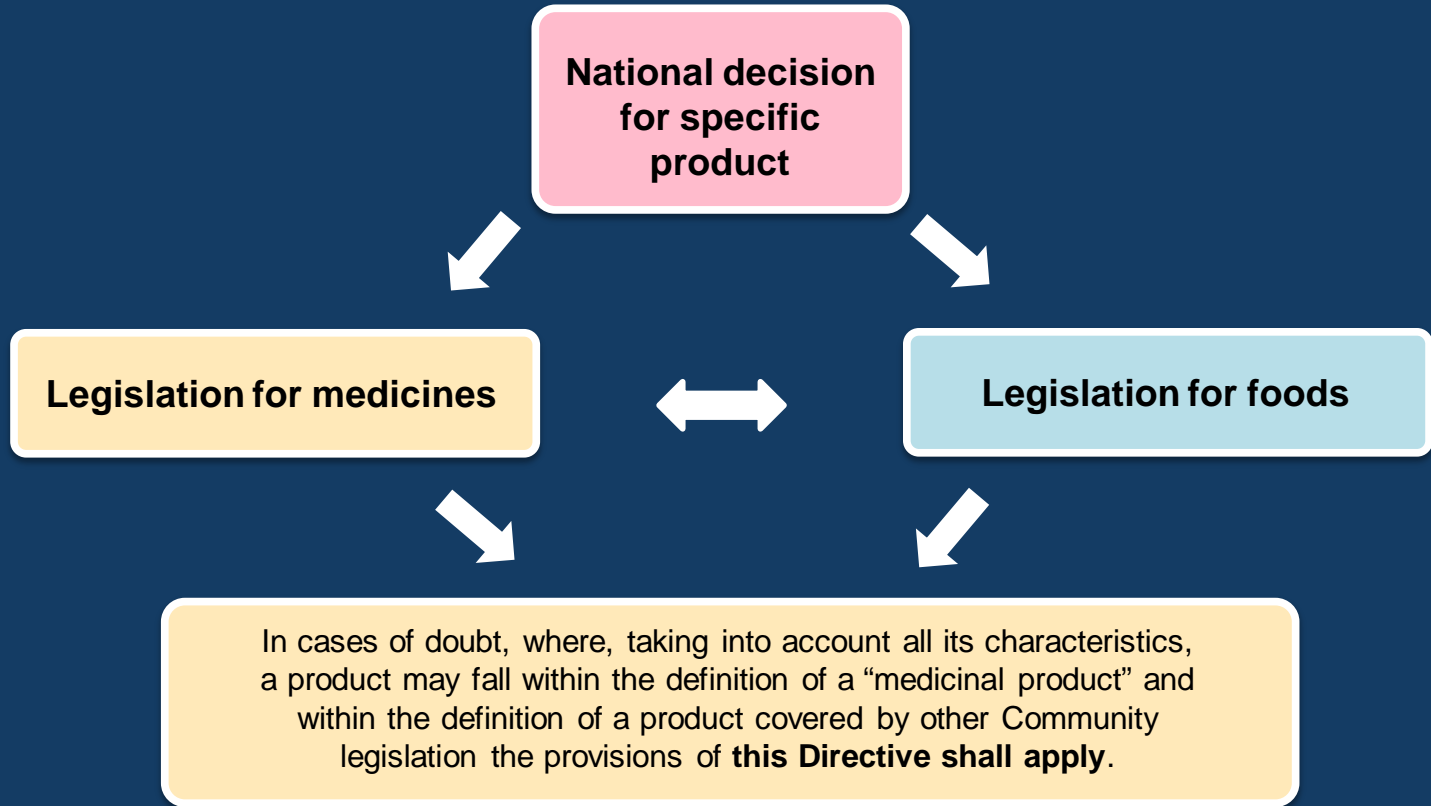 National decision
for specific
product
Legislation for medicines
Legislation for foods
In cases of doubt, where, taking into account all its characteristics,
a product may fall within the definition of a “medicinal product” and
within the definition of a product covered by other Community
legislation the provisions of this Directive shall apply.